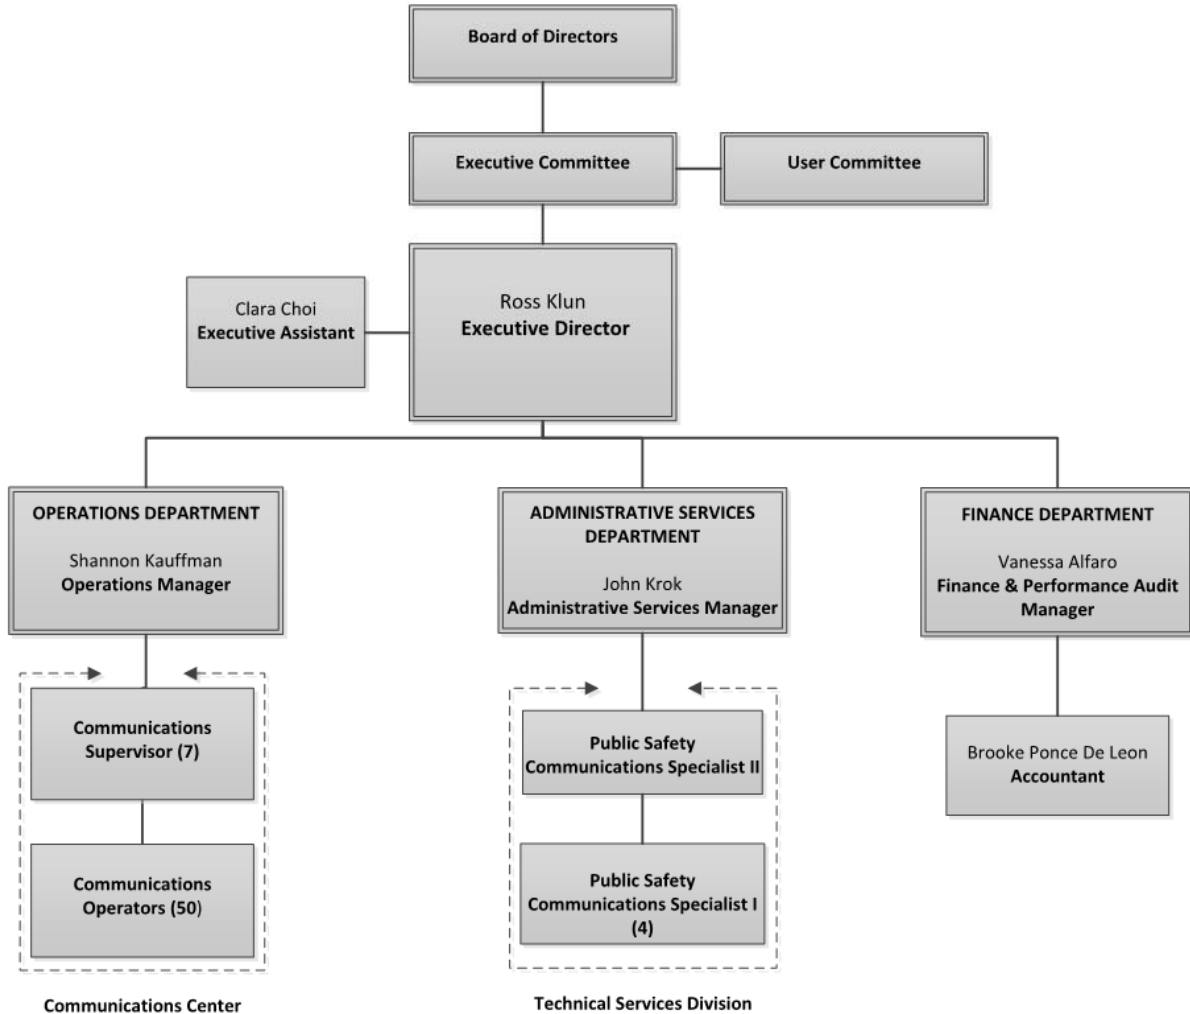 Board of Directors
Executive Committee
User Committee
Clara Choi
Executive Assistant
Ross Klun
Executive Director
OPERATIONS DEPARTMENT
Shannon Kauffman
Operations Manager
ADMINISTRATIVE SERVICES
DEPARTMENT
John Krok
Administrative Services Manager
FINANCE DEPARTMENT
Vanessa Alfaro
Finance & Performance Audit
Manager
Communications
Supervisor (7)
Public Safety
Communications Specialist II
Brooke Ponce De Leon
Accountant
Communications
Operators (50)
Public Safety
Communications Specialist I
(4)
Communications Center
Technical Services Division